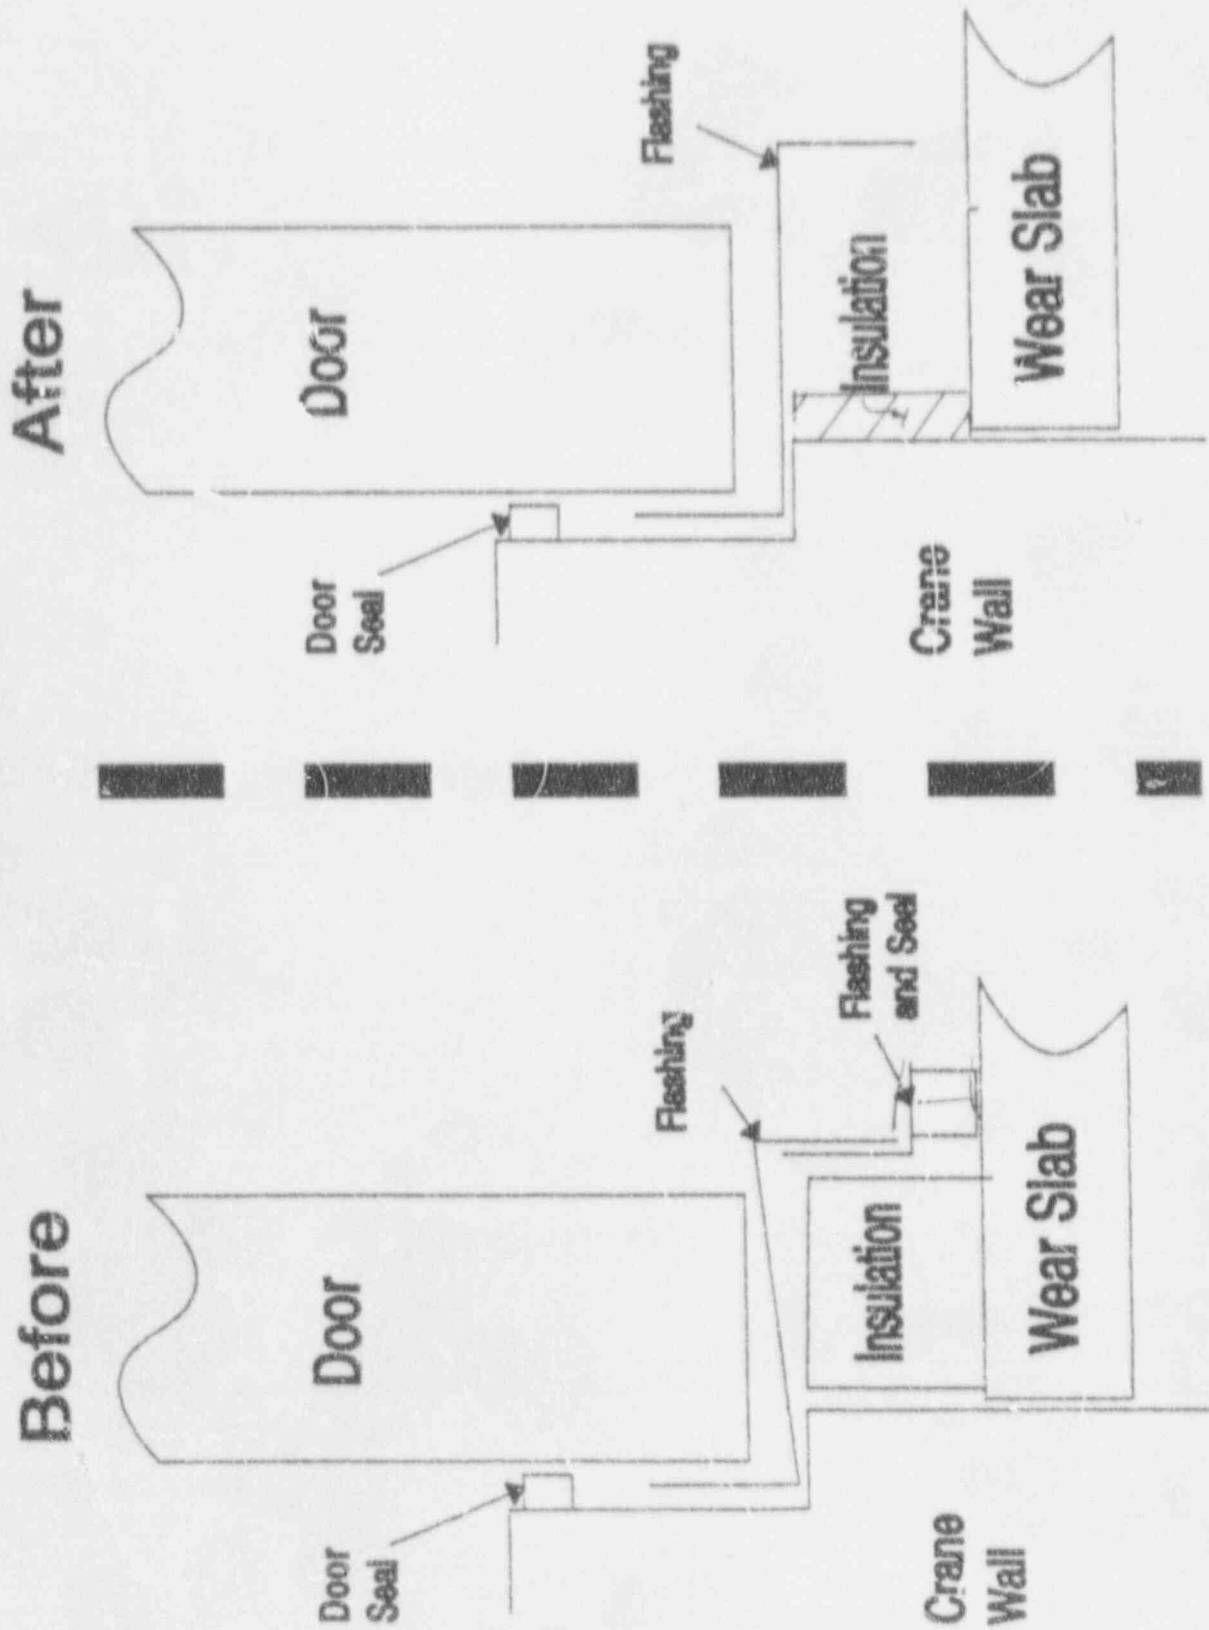 Before
Door
Door
Seal
Flashing
Flashing
and Seal
Insulation
Crane
Wall
Wear Slab
After
Door
Door
Seal
Flashing
Insulation
Crane
Wall
Wear Slab